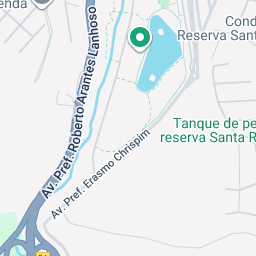 enda
Cond
Reserva Sant
Av. Pref. Roberto Arantes Lanhoso
Tanque de pe
reserva Santa R
Av. Pref. Erasmo Chrispim